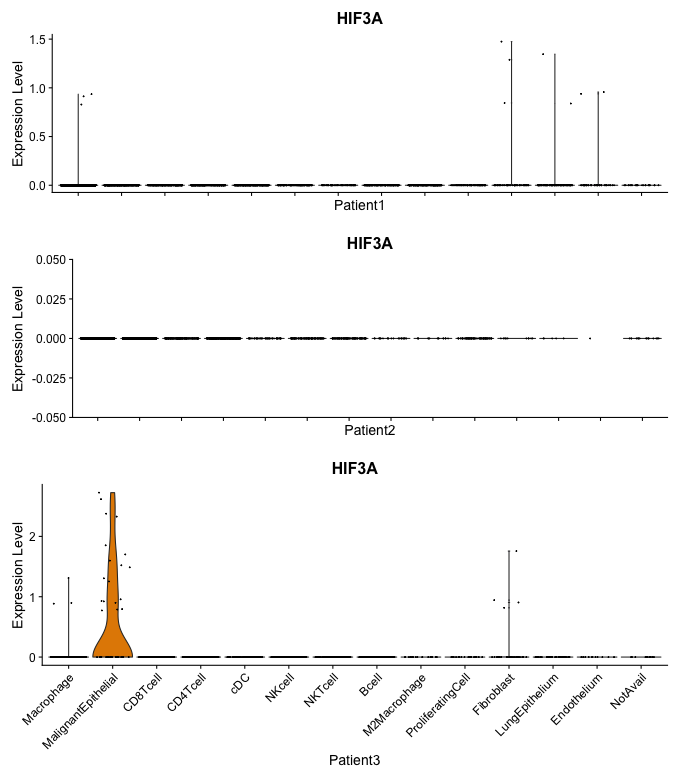 HIF3A
Expression Level
1.5
1.0
0.5
0.0
Patient1
HIF3A
Expression Level
0.050
0.025
0.000
-0.025
-0.050
Patient2
HIF3A
Expression Level
2
1
0
Macrophage
MalignantEpithelial
CD8Tcell
CD4Tcell
cDC
NKcell
NKTcell
Bcell
M2Macrophage
ProliferatingCell
Fibroblast
LungEpithelium
Endothelium
NotAvail
Patient3